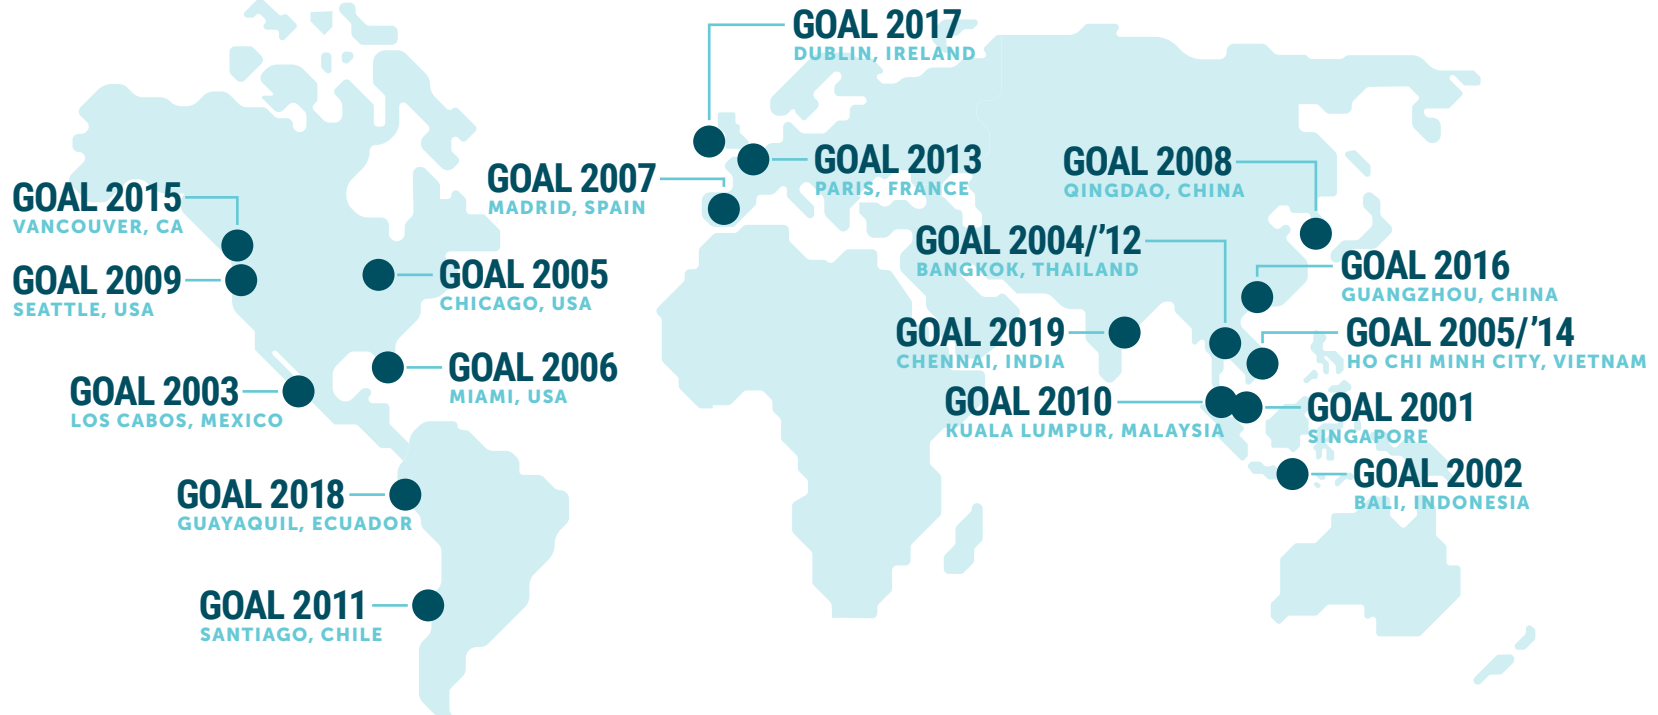 GOAL 2017
DUBLIN, IRELAND
GOAL 2013
PARIS, FRANCE
GOAL 2008
QINGDAO, CHINA
GOAL 2007
MADRID, SPAIN
GOAL 2015
VANCOUVER, CA
GOAL 2004/'12
BANGKOK, THAILAND
GOAL 2016
GUANGZHOU, CHINA
GOAL 2009
SEATTLE, USA
GOAL 2005
CHICAGO, USA
GOAL 2019
CHENNAI, INDIA
GOAL 2005/'14
HO CHI MINH CITY, VIETNAM
GOAL 2006
MIAMI, USA
GOAL 2003
LOS CABOS, MEXICO
GOAL 2010
KUALA LUMPUR, MALAYSIA
GOAL 2001
SINGAPORE
GOAL 2002
BALI, INDONESIA
GOAL 2018
GUAYAQUIL, ECUADOR
GOAL 2011
SANTIAGO, CHILE